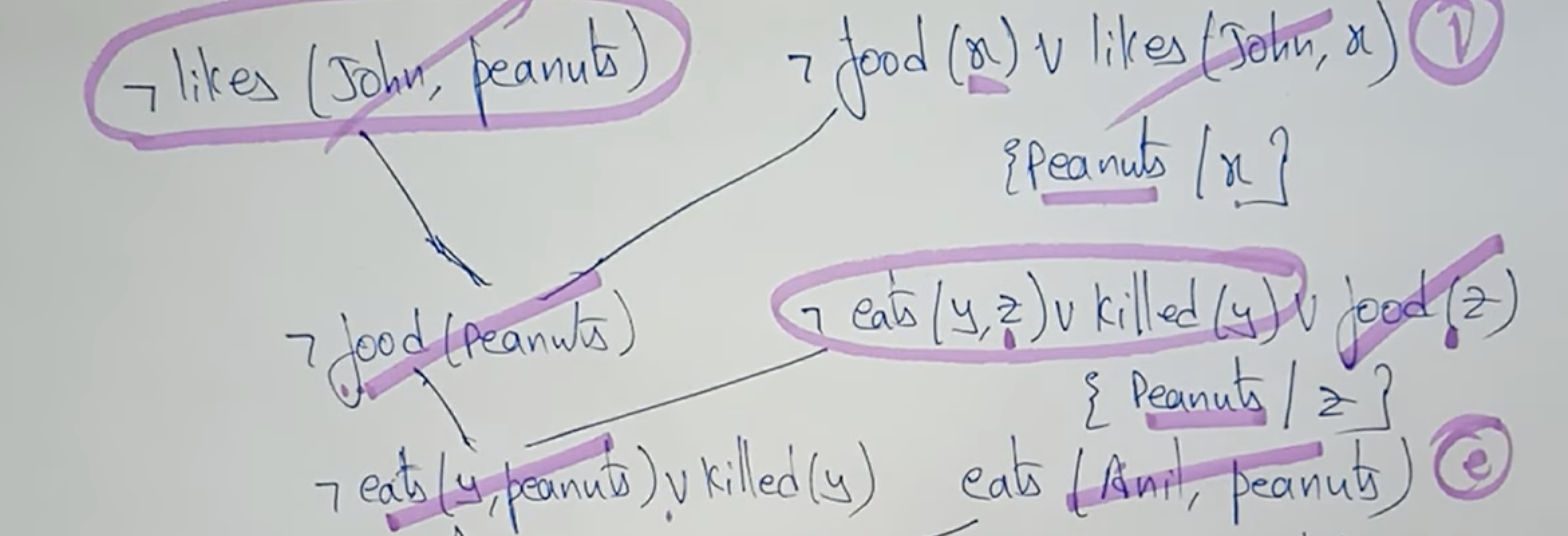 ¬ likes (John, peanuts) ¬ food (x) ∨ likes (John, x) 1
{Peanuts / x}
¬ eats (y, z) ∨ killed (y) ∨ food (z)
¬ food (Peanuts)
{ Peanuts / z }
¬ eats (y, peanuts) ∨ killed (y) eats (Anil, peanuts) e